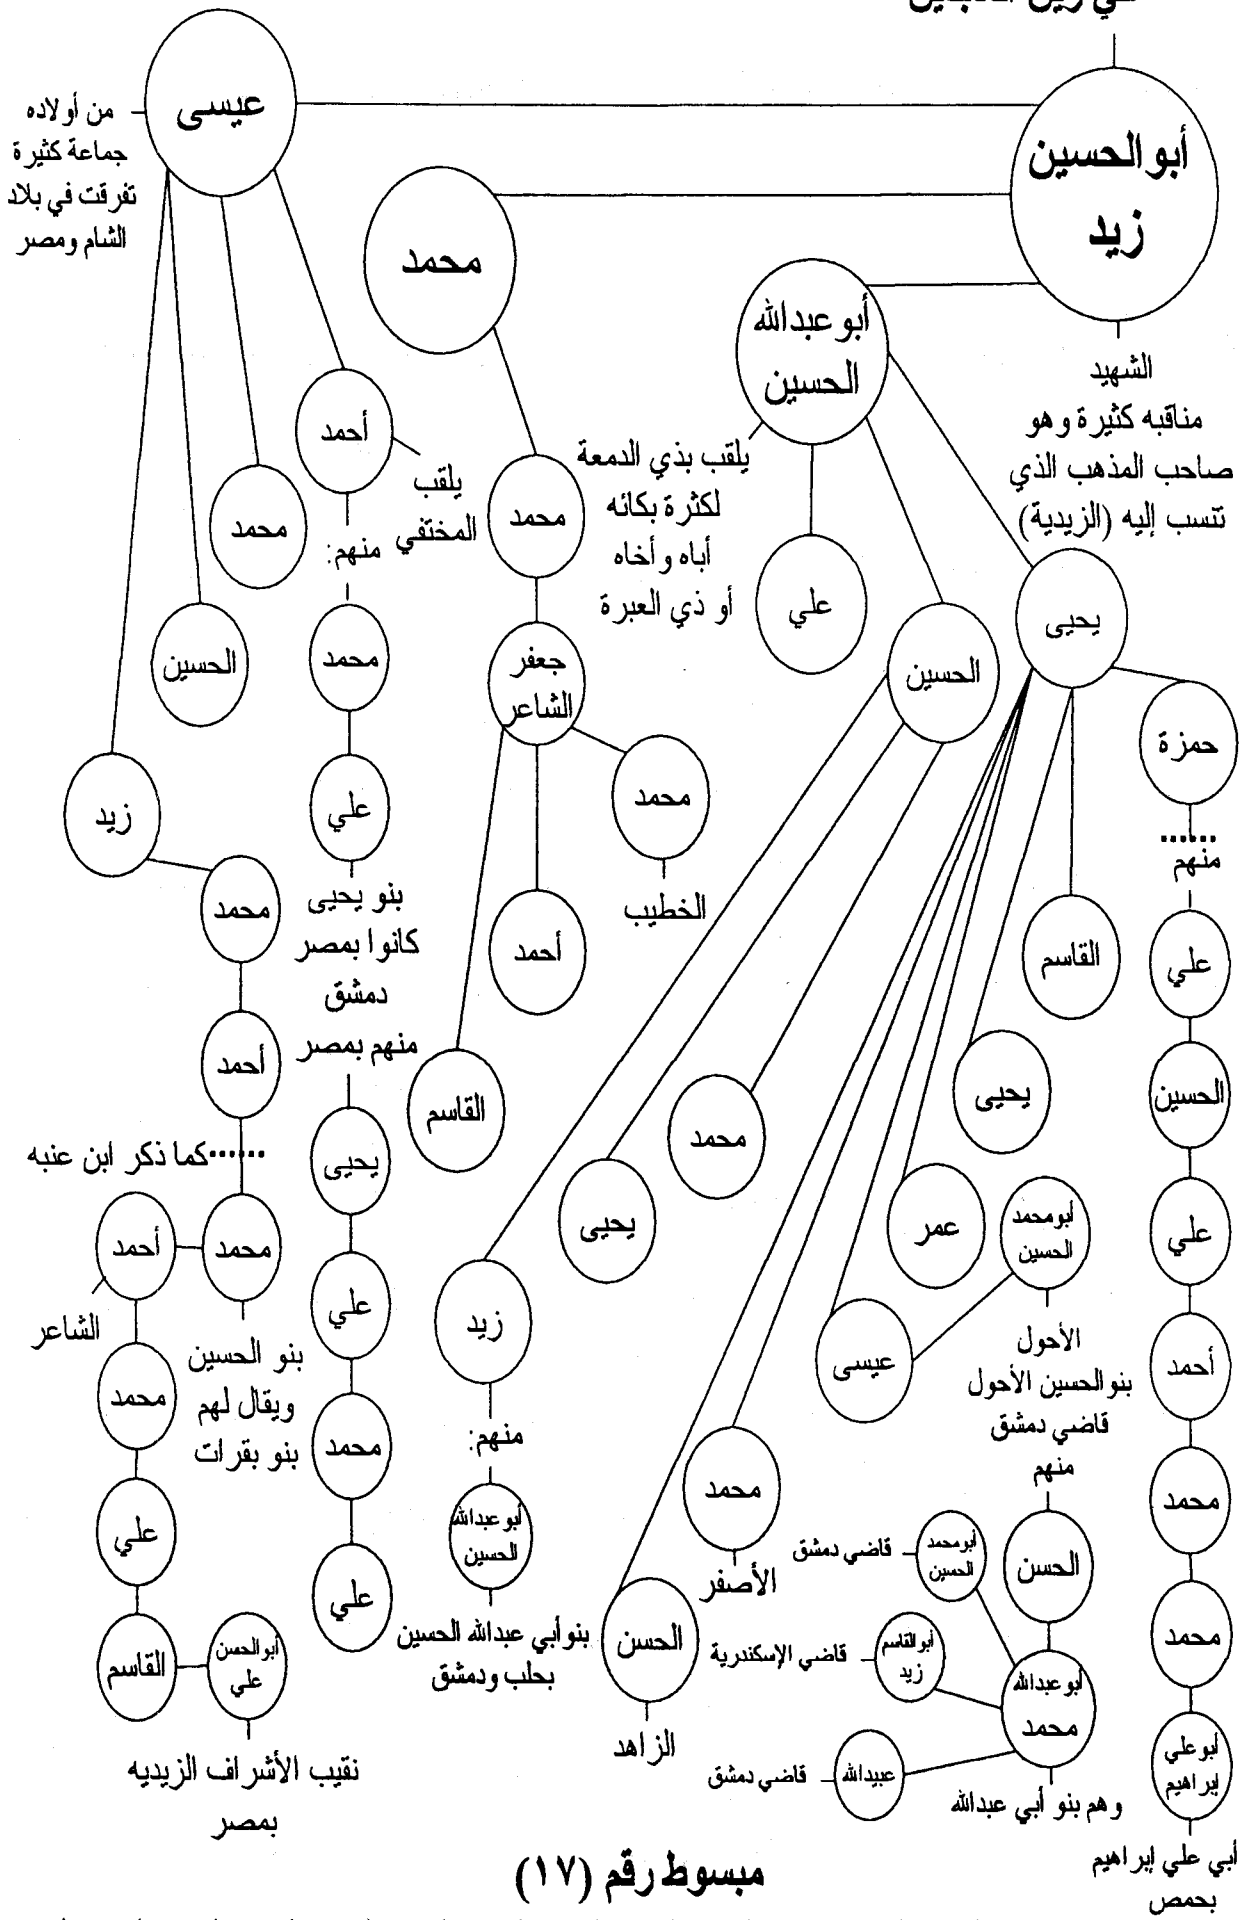 علي زين العابدين
أبو الحسين
زيد
الشهيد
مناقبه كثيرة وهو
صاحب المذهب الذي
تنسب إليه (الزيدية)
أبو عبدالله
الحسين
يلقب بذي الدمعة
لكثرة بكائه
أباه وأخاه
أو ذي العبرة
محمد
عيسى
من أولاده
جماعة كثيرة
تفرقت في بلاد
الشام ومصر
يحيى
حمزة
......
منهم
علي
الحسين
علي
أحمد
محمد
محمد
أبو علي
إبراهيم
أبي علي إبراهيم
بحمص
القاسم
يحيى
عمر
عيسى
أبو محمد
الحسين
الأحول
بنو الحسين الأحول
قاضي دمشق
منهم
الحسن
أبو عبدالله
محمد
وهم بنو أبي عبدالله
أبو محمد
الحسين
قاضي دمشق
أبو القاسم
زيد
قاضي الإسكندرية
عبيدالله
قاضي دمشق
محمد
الأصفر
الحسن
الزاهد
الحسين
محمد
يحيى
زيد
منهم:
أبو عبدالله
الحسين
بنو أبي عبدالله الحسين
بحلب ودمشق
علي
محمد
جعفر
الشاعر
محمد
الخطيب
أحمد
القاسم
أحمد
يلقب
المختفي
منهم:
محمد
علي
بنو يحيى
كانوا بمصر
دمشق
منهم بمصر
يحيى
علي
محمد
علي
محمد
الحسين
زيد
محمد
أحمد
......كما ذكر ابن عنبه
محمد
بنو الحسين
ويقال لهم
بنو بقرات
أحمد
الشاعر
محمد
علي
القاسم
أبو الحسن
علي
نقيب الأشراف الزيديه
بمصر
مبسوط رقم (١٧)